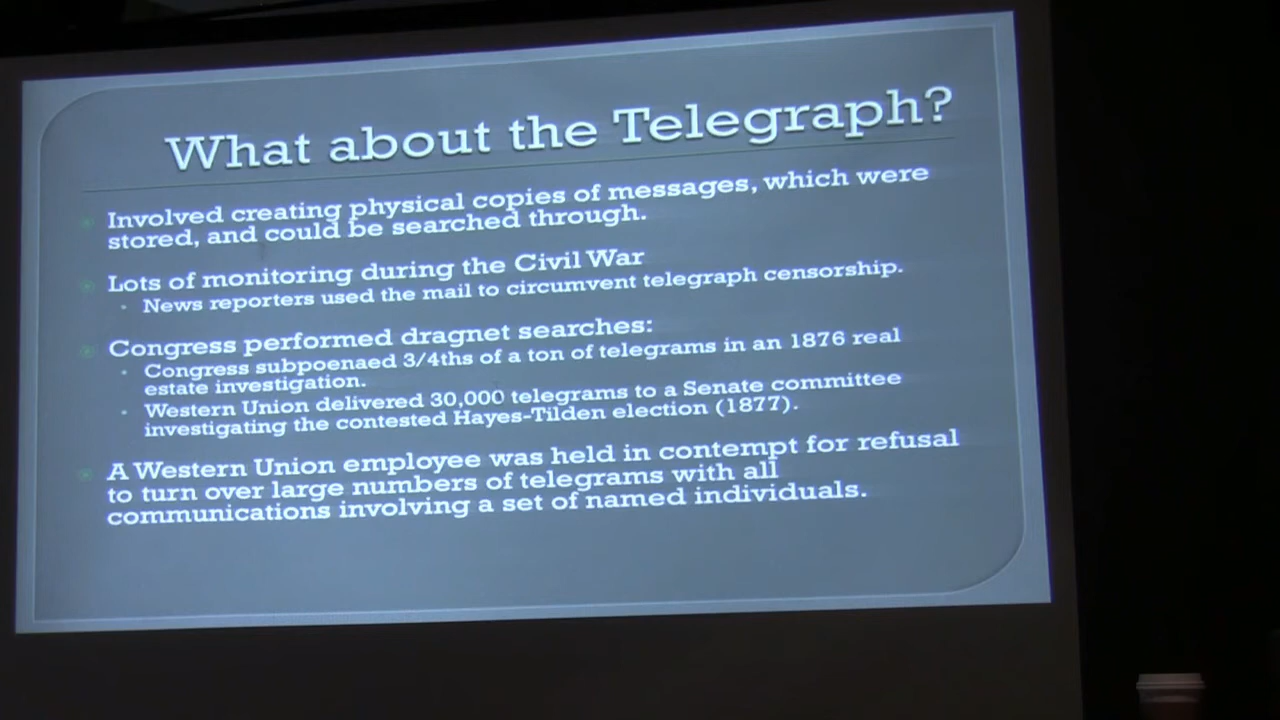 What about the Telegraph?
Involved creating physical copies of messages, which were
stored, and could be searched through.
Lots of monitoring during the Civil War
News reporters used the mail to circumvent telegraph censorship.
Congress performed dragnet searches:
Congress subpoenaed 3/4ths of a ton of telegrams in an 1876 real
estate investigation.
Western Union delivered 30,000 telegrams to a Senate committee
investigating the contested Hayes-Tilden election (1877).
A Western Union employee was held in contempt for refusal
to turn over large numbers of telegrams with all
communications involving a set of named individuals.